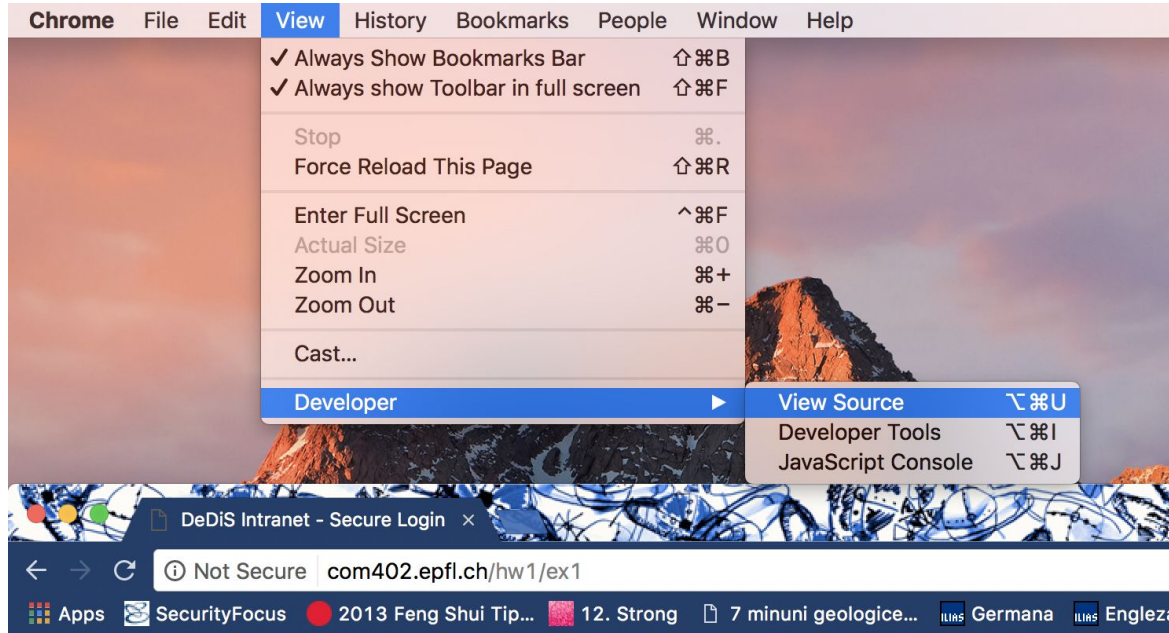 Chrome File Edit View History Bookmarks People Window Help
✓ Always Show Bookmarks Bar ⇧⌘B
✓ Always show Toolbar in full screen ⇧⌘F
Stop ⌘.
Force Reload This Page ⇧⌘R
Enter Full Screen ^⌘F
Actual Size ⌘0
Zoom In ⌘+
Zoom Out ⌘−
Cast...
Developer ▶ View Source ⌥⌘U
Developer Tools ⌥⌘I
JavaScript Console ⌥⌘J
DeDiS Intranet - Secure Login ×
Not Secure com402.epfl.ch/hw1/ex1
Apps SecurityFocus 2013 Feng Shui Tip... 12. Strong 7 minuni geologice... ILIAS Germana ILIAS Englez